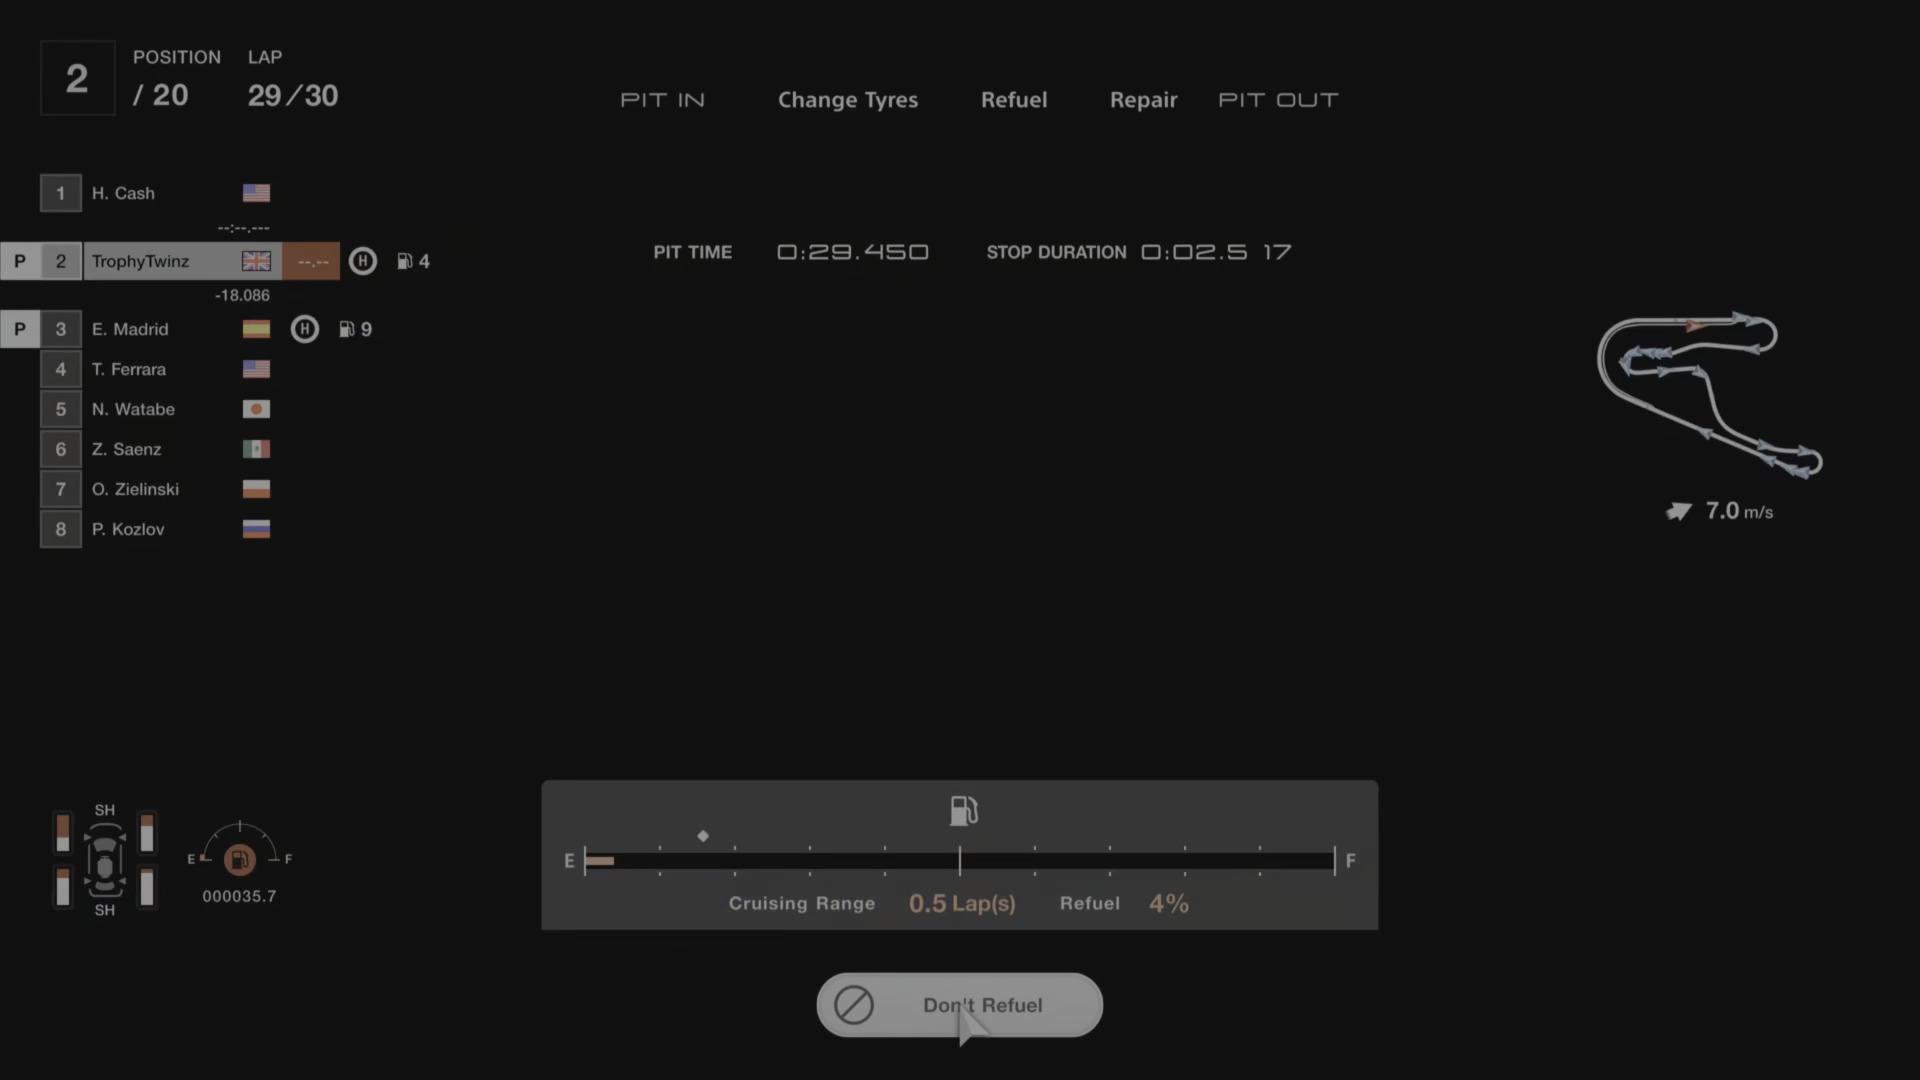 2 POSITION LAP
/ 20 29/30
PIT IN Change Tyres Refuel Repair PIT OUT
1 H. Cash
--:--.---
P 2 TrophyTwinz --.-- H 4
-18.086
P 3 E. Madrid H 9
4 T. Ferrara
5 N. Watabe
6 Z. Saenz
7 O. Zielinski
8 P. Kozlov
PIT TIME 0:29.450 STOP DURATION 0:02.5 17
7.0 m/s
SH
SH
E F
000035.7
E F
Cruising Range 0.5 Lap(s) Refuel 4%
Don't Refuel